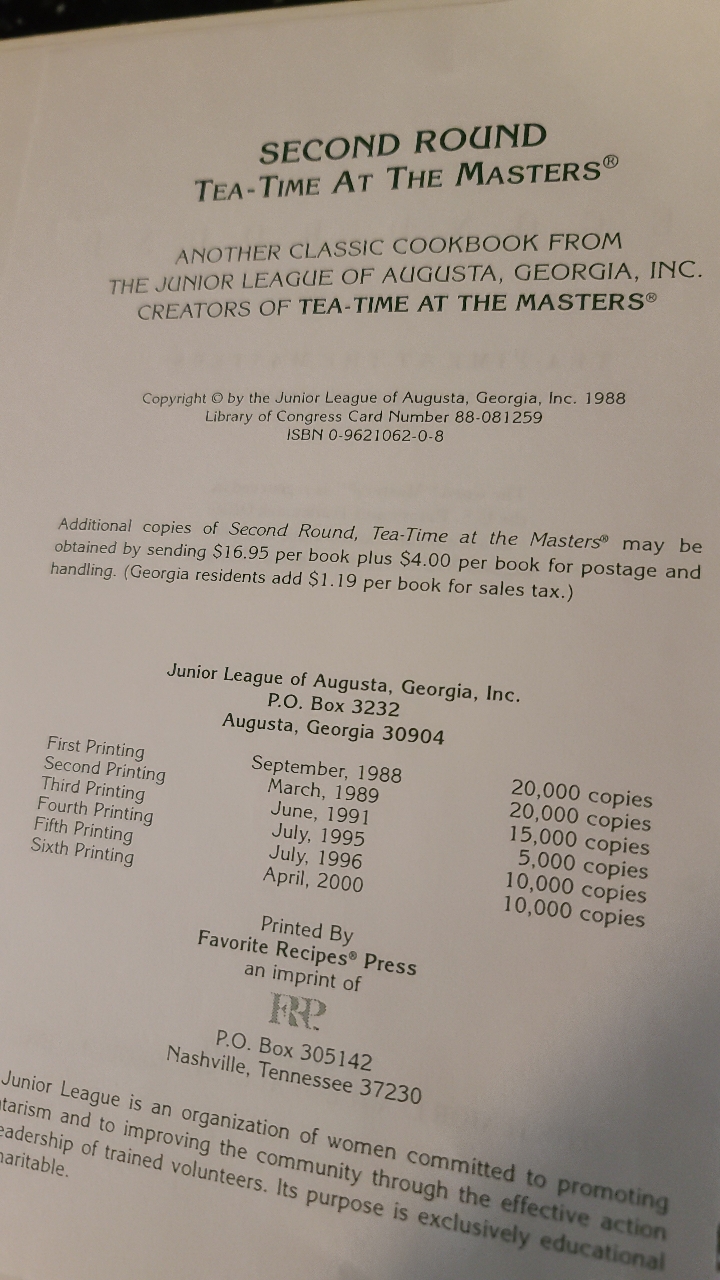 SECOND ROUND
TEA-TIME AT THE MASTERS®
ANOTHER CLASSIC COOKBOOK FROM
THE JUNIOR LEAGUE OF AUGUSTA, GEORGIA, INC.
CREATORS OF TEA-TIME AT THE MASTERS®
Copyright © by the Junior League of Augusta, Georgia, Inc. 1988
Library of Congress Card Number 88-081259
ISBN 0-9621062-0-8
Additional copies of Second Round, Tea-Time at the Masters® may be
obtained by sending $16.95 per book plus $4.00 per book for postage and
handling. (Georgia residents add $1.19 per book for sales tax.)
Junior League of Augusta, Georgia, Inc.
P.O. Box 3232
Augusta, Georgia 30904
First Printing September, 1988 20,000 copies
Second Printing March, 1989 20,000 copies
Third Printing June, 1991 15,000 copies
Fourth Printing July, 1995 5,000 copies
Fifth Printing July, 1996 10,000 copies
Sixth Printing April, 2000 10,000 copies
Printed By
Favorite Recipes® Press
an imprint of
FRP.
P.O. Box 305142
Nashville, Tennessee 37230
Junior League is an organization of women committed to promoting
ntarism and to improving the community through the effective action
eadership of trained volunteers. Its purpose is exclusively educational
haritable.